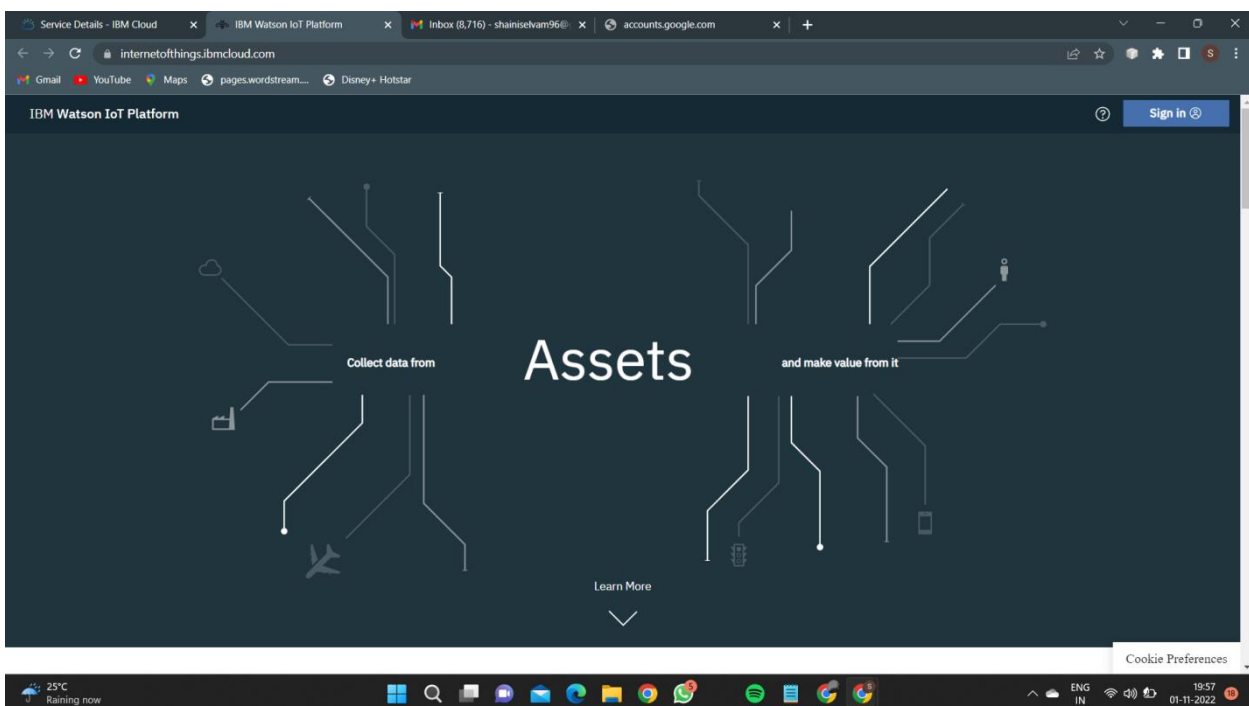 Service Details - IBM Cloud
IBM Watson IoT Platform
Inbox (8,716) - shainiselvam96@
accounts.google.com
internetofthings.ibmcloud.com
S
Gmail
YouTube
Maps
pages.wordstream....
Disney+ Hotstar
IBM Watson IoT Platform
Sign in
Collect data from
Assets
and make value from it
Learn More
Cookie Preferences
25°C
Raining now
5
ENG
IN
19:57
01-11-2022
18